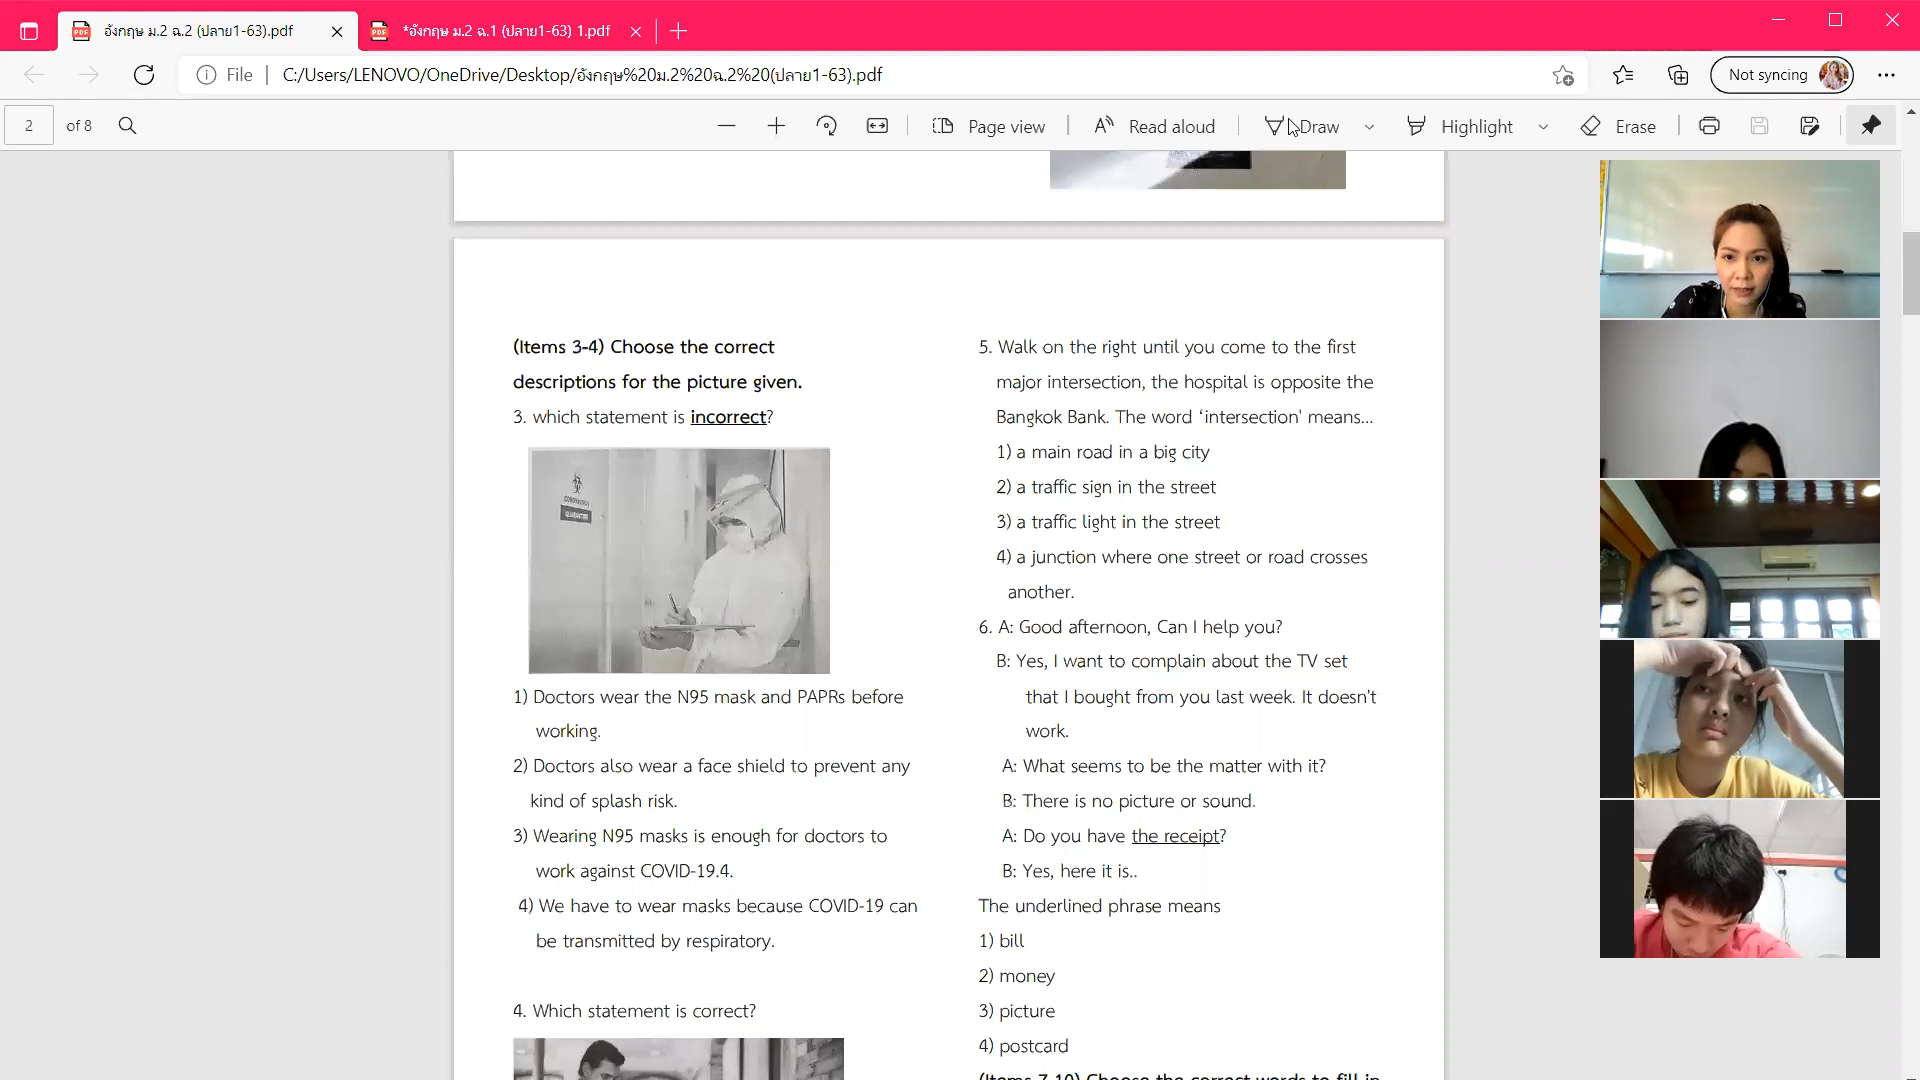 อังกฤษ ม.2 ฉ.2 (ปลาย1-63).pdf
*อังกฤษ ม.2 ฉ.1 (ปลาย1-63) 1.pdf
File
C:/Users/LENOVO/OneDrive/Desktop/อังกฤษ%20ม.2%20ฉ.2%20(ปลาย1-63).pdf
Not syncing
2 of 8
Page view
Read aloud
Draw
Highlight
Erase
(Items 3-4) Choose the correct
descriptions for the picture given.
3. which statement is incorrect?
1) Doctors wear the N95 mask and PAPRs before
working.
2) Doctors also wear a face shield to prevent any
kind of splash risk.
3) Wearing N95 masks is enough for doctors to
work against COVID-19.4.
4) We have to wear masks because COVID-19 can
be transmitted by respiratory.
4. Which statement is correct?
5. Walk on the right until you come to the first
major intersection, the hospital is opposite the
Bangkok Bank. The word ‘intersection' means...
1) a main road in a big city
2) a traffic sign in the street
3) a traffic light in the street
4) a junction where one street or road crosses
another.
6. A: Good afternoon, Can I help you?
B: Yes, I want to complain about the TV set
that I bought from you last week. It doesn't
work.
A: What seems to be the matter with it?
B: There is no picture or sound.
A: Do you have the receipt?
B: Yes, here it is..
The underlined phrase means
1) bill
2) money
3) picture
4) postcard
(Items 7-10) Choose the correct words to fill in